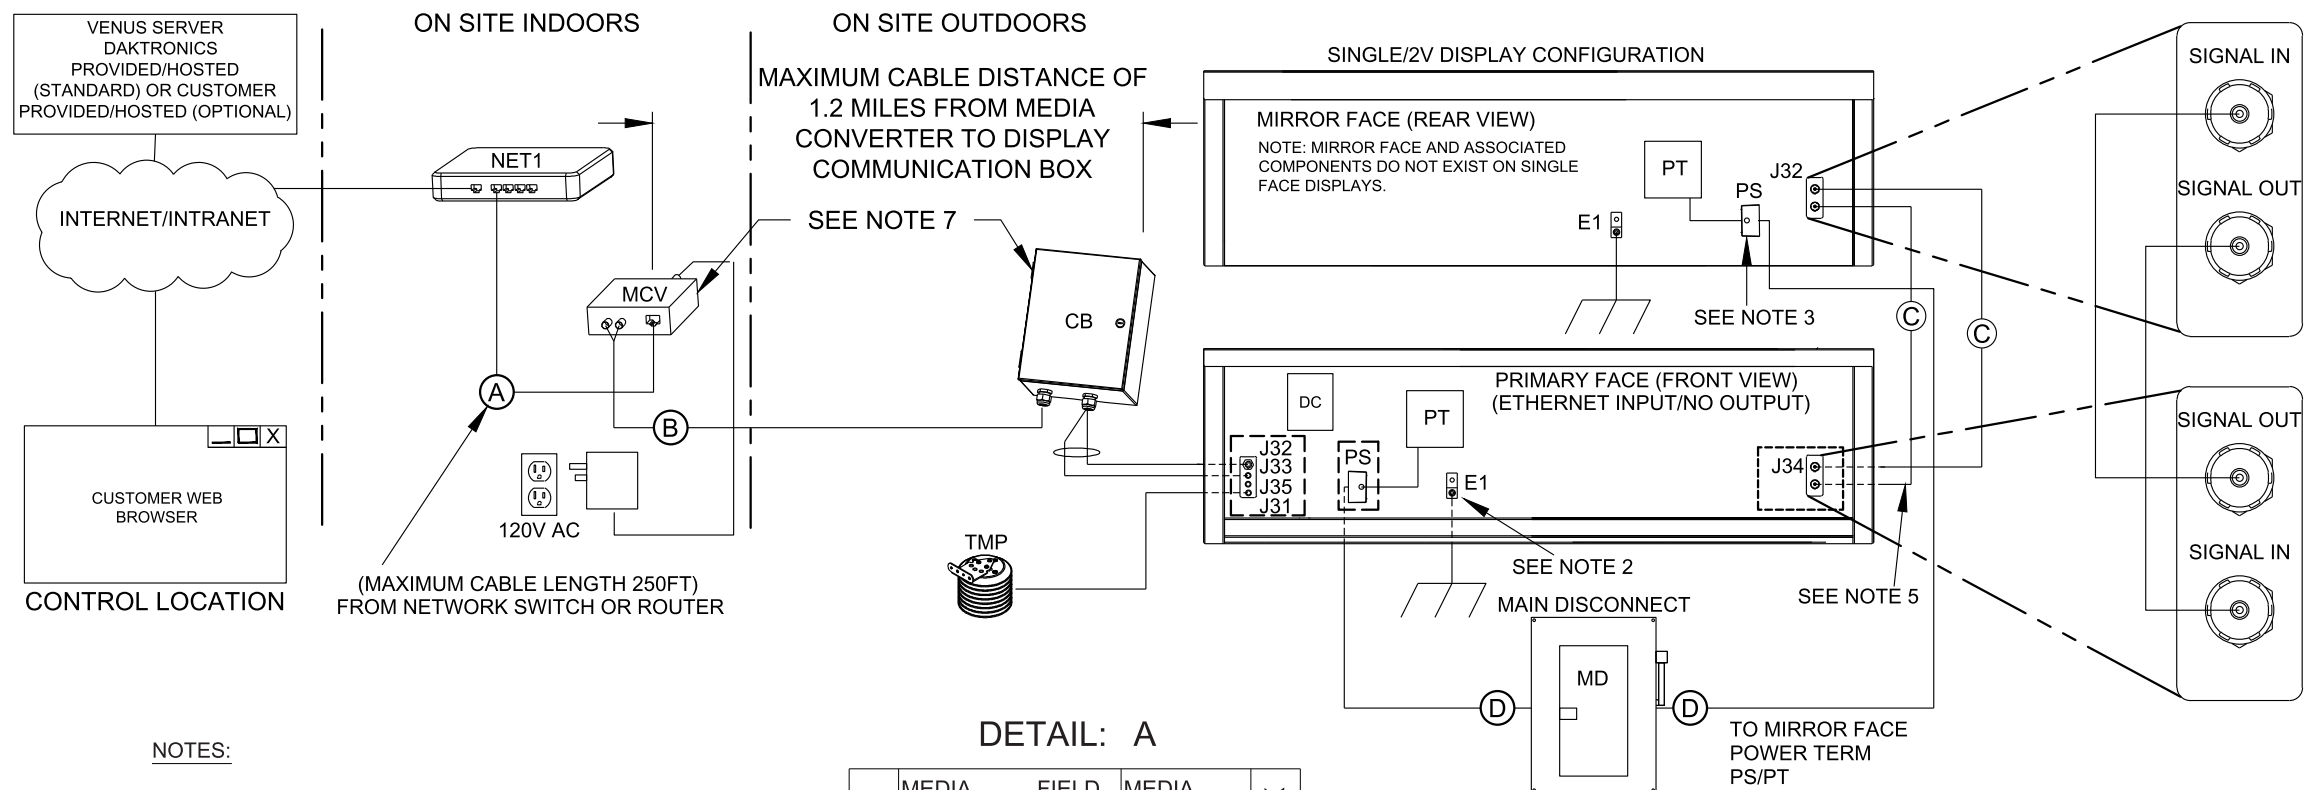 VENUS SERVER
DAKTRONICS
PROVIDED/HOSTED
(STANDARD) OR CUSTOMER
PROVIDED/HOSTED (OPTIONAL)
INTERNET/INTRANET
X
CUSTOMER WEB
BROWSER
CONTROL LOCATION
ON SITE INDOORS
NET1
MCV
A
B
120V AC
(MAXIMUM CABLE LENGTH 250FT)
FROM NETWORK SWITCH OR ROUTER
ON SITE OUTDOORS
MAXIMUM CABLE DISTANCE OF
1.2 MILES FROM MEDIA
CONVERTER TO DISPLAY
COMMUNICATION BOX
SEE NOTE 7
CB
TMP
SINGLE/2V DISPLAY CONFIGURATION
MIRROR FACE (REAR VIEW)
NOTE: MIRROR FACE AND ASSOCIATED
COMPONENTS DO NOT EXIST ON SINGLE
FACE DISPLAYS.
PT
J32
PS
E1
SEE NOTE 3
C
C
PRIMARY FACE (FRONT VIEW)
(ETHERNET INPUT/NO OUTPUT)
DC
PT
J32
J33
J35
J31
PS
E1
J34
SEE NOTE 2
SEE NOTE 5
MAIN DISCONNECT
MD
D
D
TO MIRROR FACE
POWER TERM
PS/PT
SIGNAL IN
SIGNAL OUT
SIGNAL OUT
SIGNAL IN
NOTES:
DETAIL: A
MEDIA FIELD MEDIA